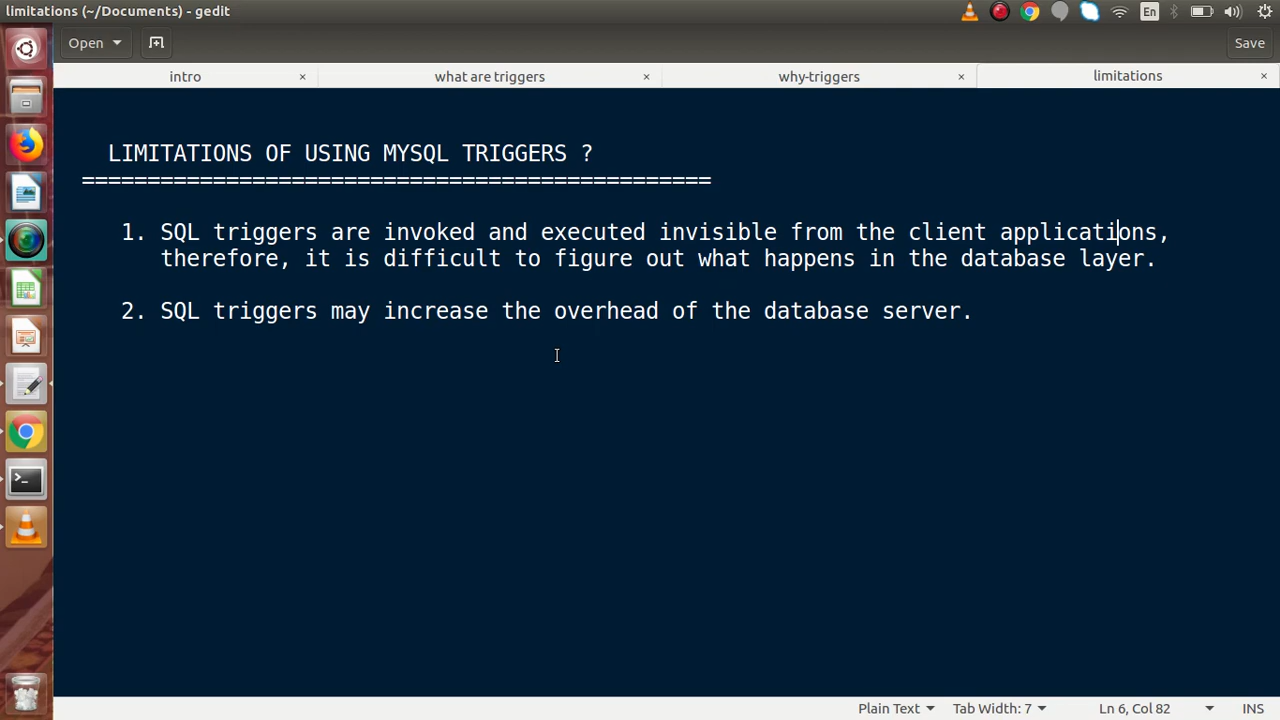 limitations (~/Documents) - gedit
En
Open
Save
intro × what are triggers × why-triggers × limitations ×
LIMITATIONS OF USING MYSQL TRIGGERS ?
================================================
1. SQL triggers are invoked and executed invisible from the client applications,
therefore, it is difficult to figure out what happens in the database layer.
2. SQL triggers may increase the overhead of the database server.
Plain Text Tab Width: 7 Ln 6, Col 82 INS